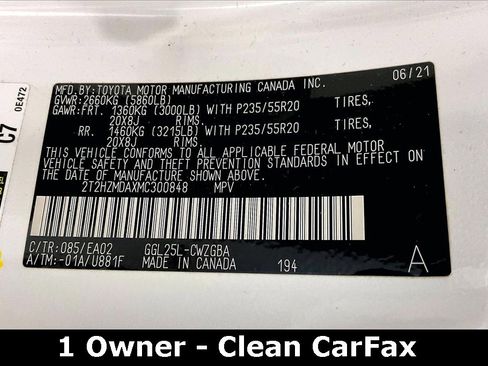 MFD. BY: TOYOTA MOTOR MANUFACTURING CANADA INC.
06/21
GVWR: 2660KG (5860LB)
GAWR:FRT. 1360KG (3000LB) WITH P235/55R20 TIRES,
20X8J RIMS.
RR. 1460KG (3215LB) WITH P235/55R20 TIRES,
20X8J RIMS.
THIS VEHICLE CONFORMS TO ALL APPLICABLE FEDERAL MOTOR
VEHICLE SAFETY AND THEFT PREVENTION STANDARDS IN EFFECT ON
THE DATE OF MANUFACTURE SHOWN ABOVE.
2T2HZMDAXMC300848 MPV
C/TR: 085/EA02 GGL25L-CWZGBA
A/TM: -01A/U881F MADE IN CANADA 194 A
0E472
C7
1 Owner - Clean CarFax